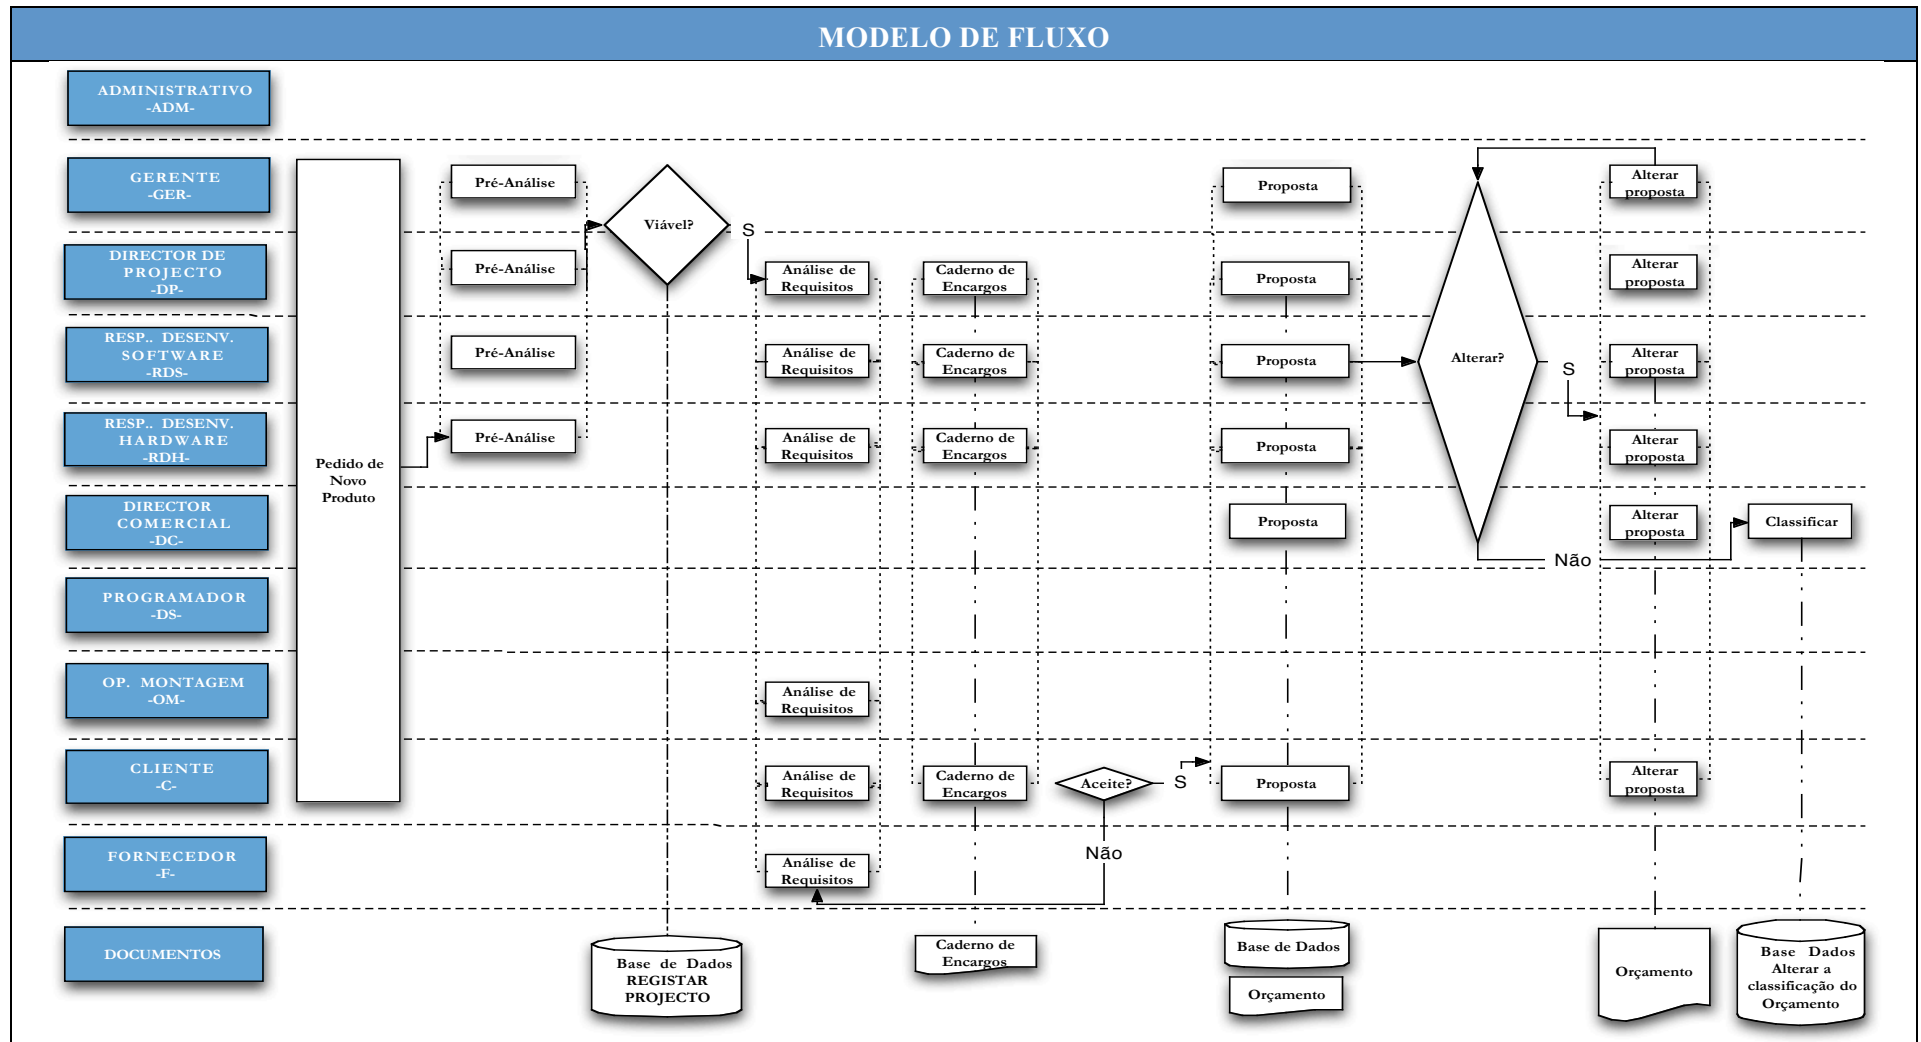 MODELO DE FLUXO
ADMINISTRATIVO
-ADM-
GERENTE
-GER-
DIRECTOR DE
PROJECTO
-DP-
RESP.. DESENV.
SOFTWARE
-RDS-
RESP.. DESENV.
HARDWARE
-RDH-
DIRECTOR
COMERCIAL
-DC-
PROGRAMADOR
-DS-
OP. MONTAGEM
-OM-
CLIENTE
-C-
FORNECEDOR
-F-
DOCUMENTOS
Pedido de
Novo
Produto
Pré-Análise
Pré-Análise
Pré-Análise
Pré-Análise
Viável?
S
Análise de
Requisitos
Análise de
Requisitos
Análise de
Requisitos
Análise de
Requisitos
Análise de
Requisitos
Análise de
Requisitos
Caderno de
Encargos
Caderno de
Encargos
Caderno de
Encargos
Caderno de
Encargos
Aceite?
S
Não
Proposta
Proposta
Proposta
Proposta
Proposta
Proposta
Alterar?
S
Não
Alterar
proposta
Alterar
proposta
Alterar
proposta
Alterar
proposta
Alterar
proposta
Alterar
proposta
Classificar
Base de Dados
REGISTAR
PROJECTO
Caderno de
Encargos
Base de Dados
Orçamento
Orçamento
Base Dados
Alterar a
classificação do
Orçamento